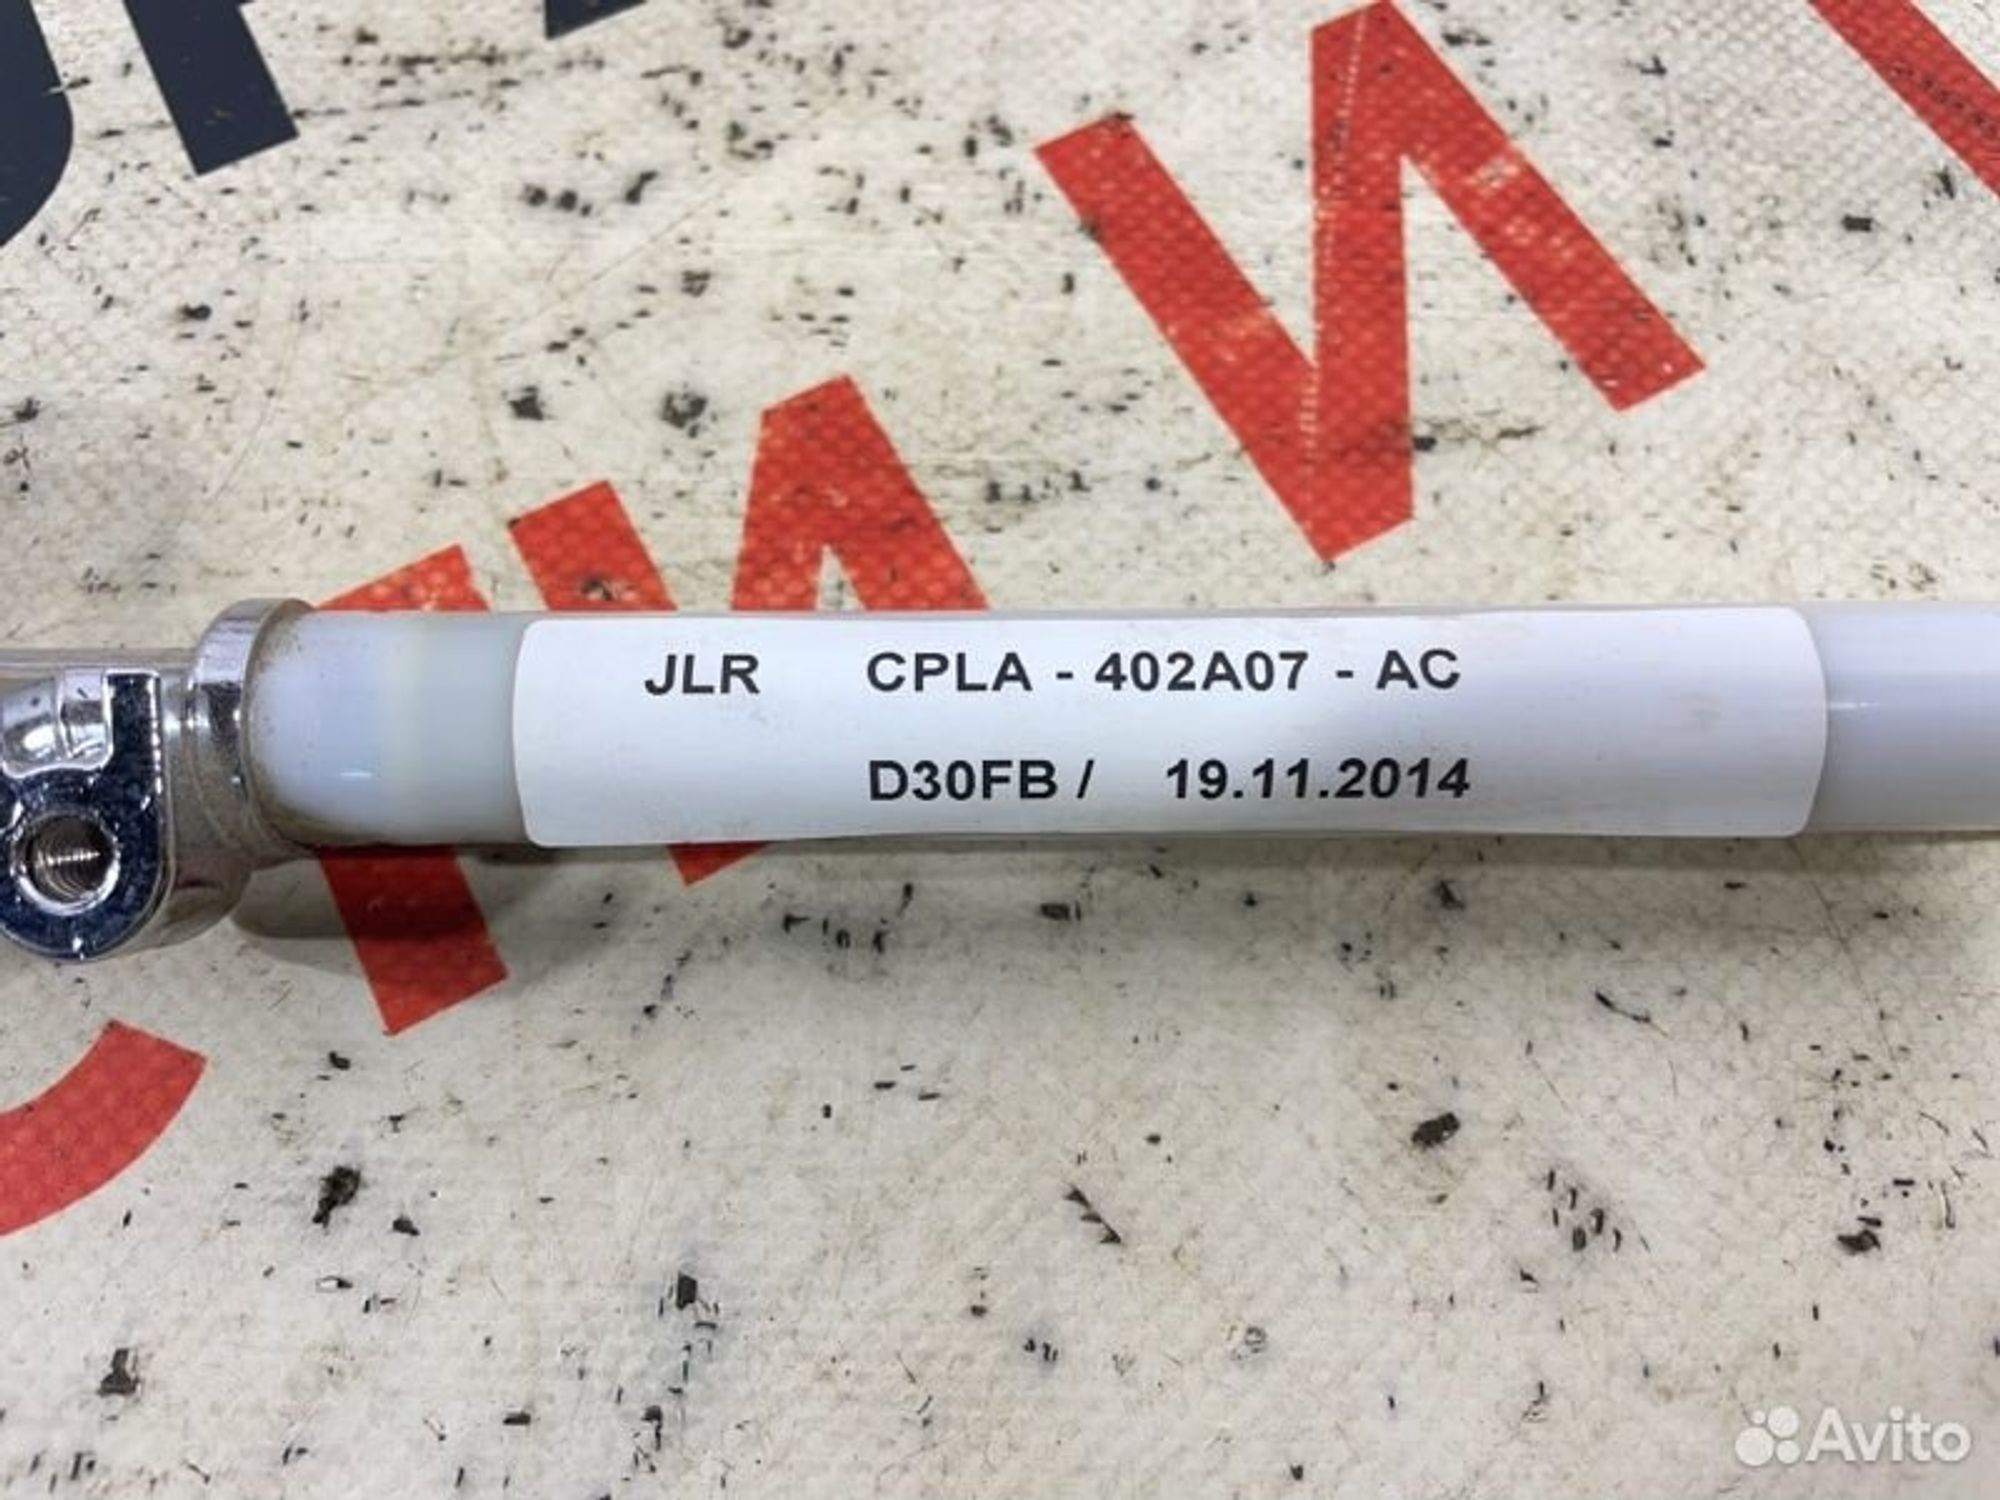 JLR CPLA - 402A07 - AC
D30FB / 19.11.2014
Avito